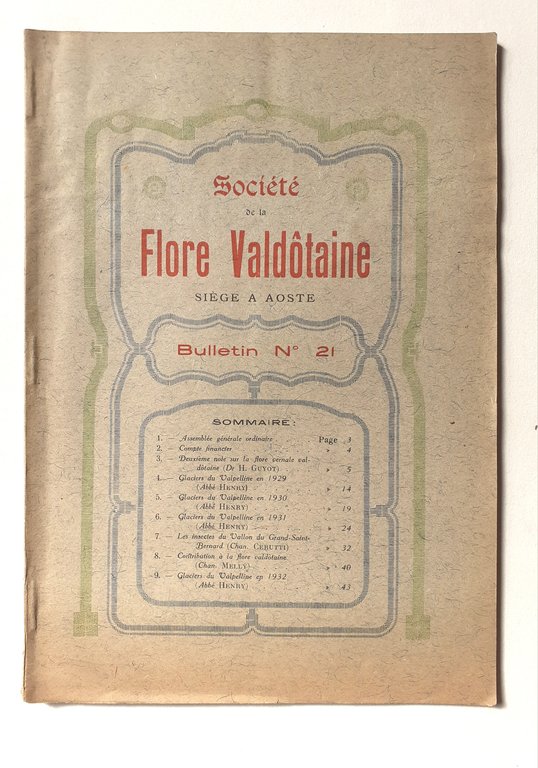 Société
de la
Flore Valdôtaine
SIÈGE A AOSTE
Bulletin N° 21
SOMMAIRE:
1. — Assemblée générale ordinaire . . . Page 3
2. — Compte financier . . . » 4
3. — Deuxième note sur la flore vernale val-
dôtaine (Dr H. GUYOT) . . » 5
4. — Glaciers du Valpelline en 1929
(Abbé HENRY) . . . » 14
5. — Glaciers du Valpelline en 1930
(Abbé HENRY) . . . » 19
6. — Glaciers du Valpelline en 1931
(Abbé HENRY) . . . » 24
7. — Les insectes du Vallon du Grand-Saint-
Bernard (Chan. CERUTTI) . » 32
8. — Contribution à la flore valdôtaine
(Chan. MELLY) . . . » 40
9. — Glaciers du Valpelline en 1932
(Abbé HENRY) . . . » 43